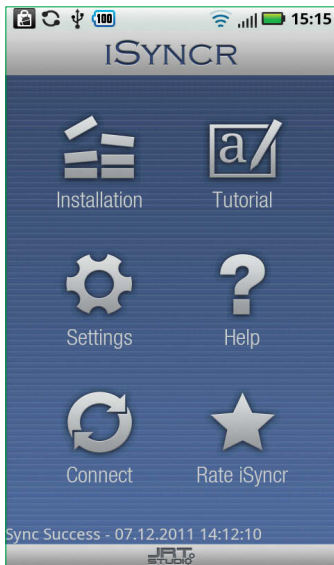 100 15:15
iSYNCR
a
Installation Tutorial
Settings Help
Connect Rate iSyncr
Sync Success - 07.12.2011 14:12:10
JRT
STUDIO